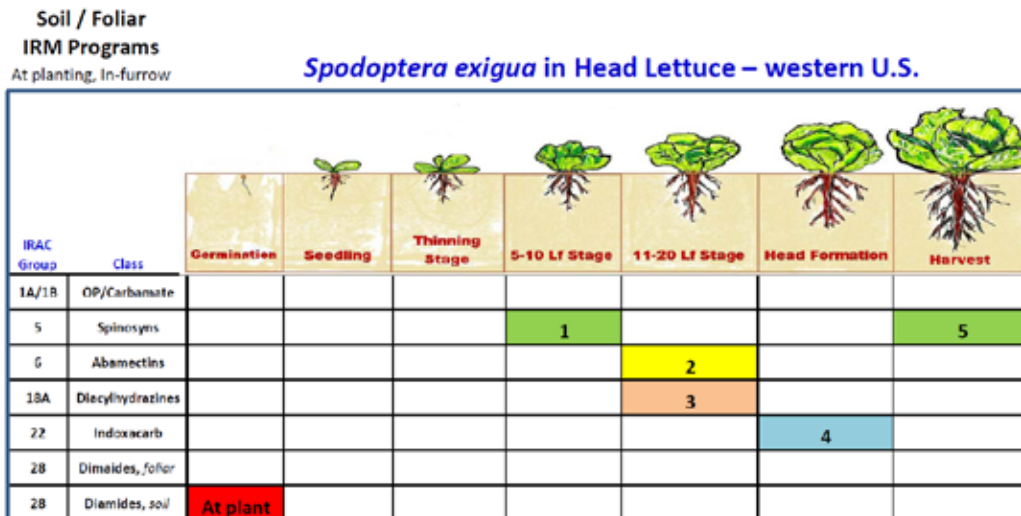 Soil / Foliar
IRM Programs
At planting, In-furrow
Spodoptera exigua in Head Lettuce – western U.S.
IRAC
Group
Class
Germination
Seedling
Thinning
Stage
5-10 Lf Stage
11-20 Lf Stage
Head Formation
Harvest
1A/1B OP/Carbamate
5 Spinosyns 1 5
6 Abamectins 2
18A Diacylhydrazines 3
22 Indoxacarb 4
28 Dimaides, foliar
28 Diamides, soil At plant